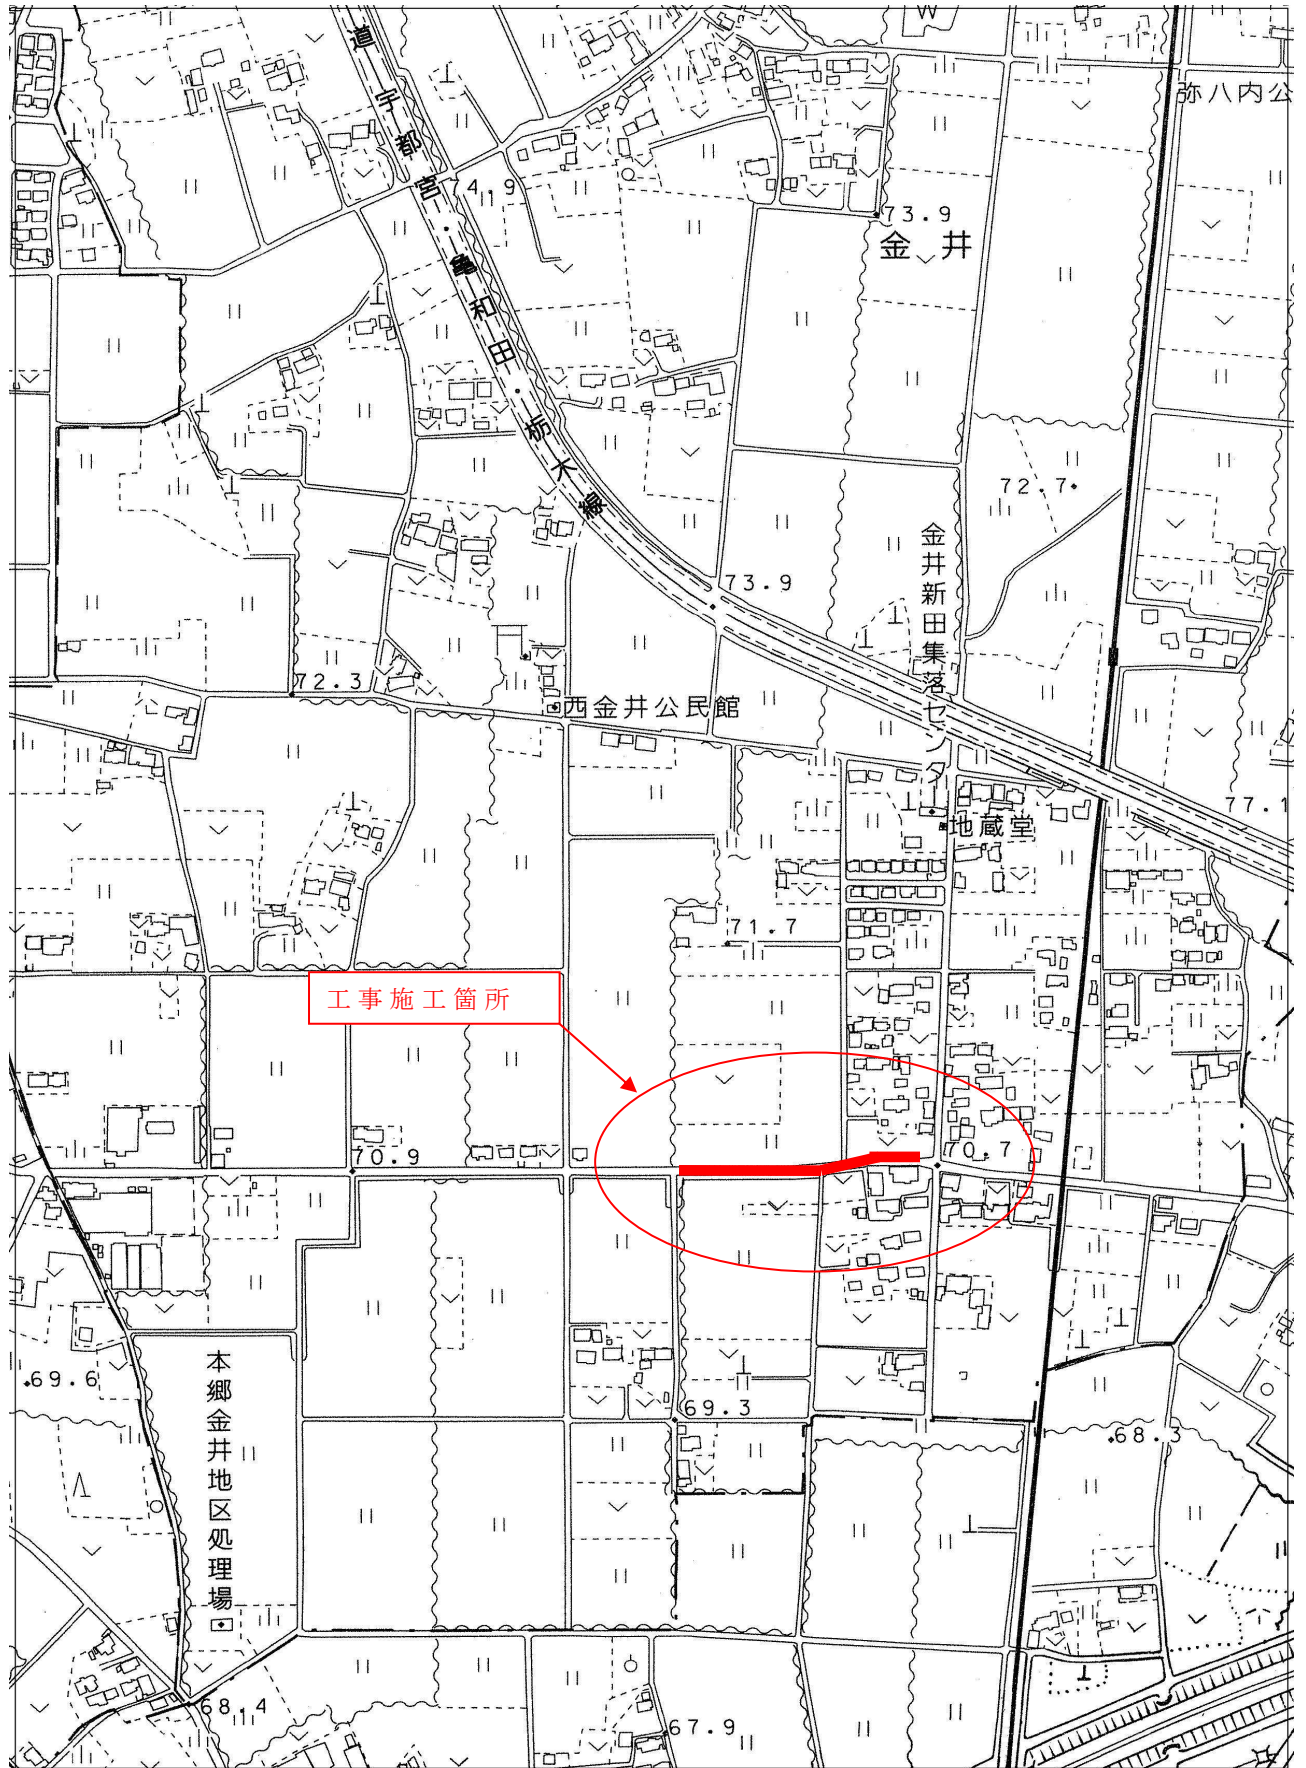 道宇都宮・亀和田・栃木線
弥八内公
74.9
73.9
金井
72.7
金井新田集落センタ
73.9
72.3
西金井公民館
77.1
地蔵堂
71.7
工事施工箇所
70.9
70.7
本郷金井地区処理場
69.6
69.3
68.3
68.4
67.9